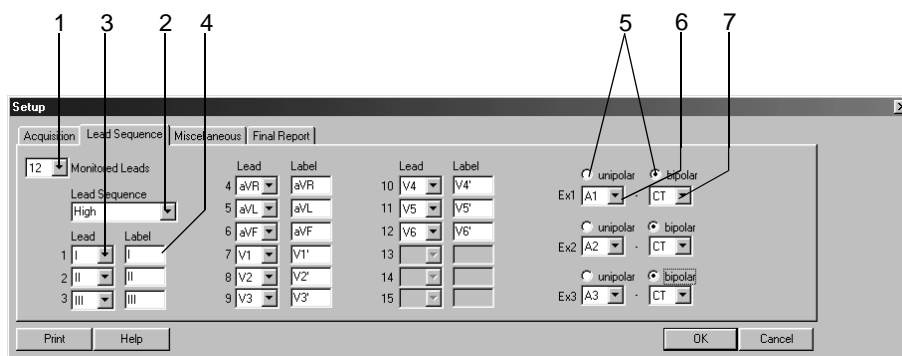 1 3 2 4 5 6 7
Setup
Acquisition Lead Sequence Miscellaneous Final Report
12 Monitored Leads
Lead Sequence
High
Lead Label
1 I I
2 II II
3 III III
Lead Label
4 aVR aVR
5 aVL aVL
6 aVF aVF
7 V1 V1'
8 V2 V2'
9 V3 V3'
Lead Label
10 V4 V4'
11 V5 V5'
12 V6 V6'
13
14
15
unipolar bipolar
Ex1 A1 - CT
unipolar bipolar
Ex2 A2 - CT
unipolar bipolar
Ex3 A3 - CT
Print Help OK Cancel